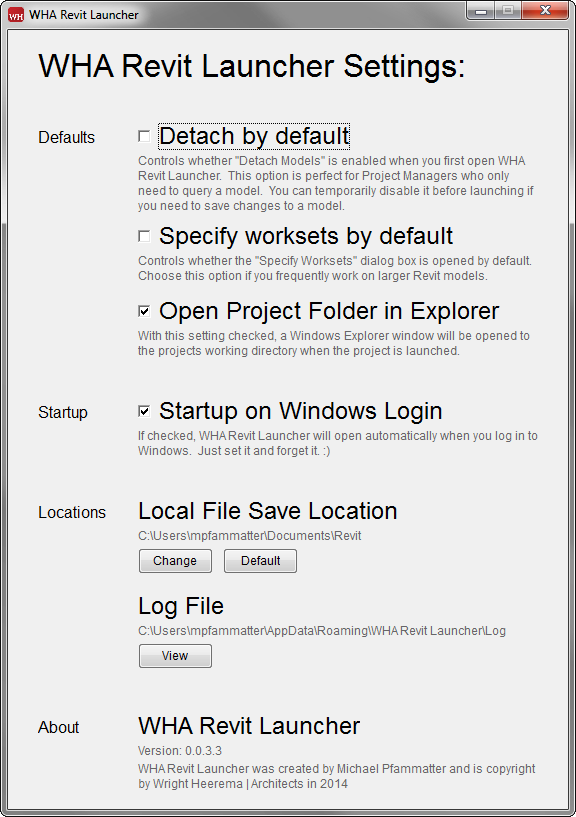 WH WHA Revit Launcher
WHA Revit Launcher Settings:
Defaults
Detach by default
Controls whether "Detach Models" is enabled when you first open WHA
Revit Launcher.  This option is perfect for Project Managers who only
need to query a model.  You can temporarily disable it before launching if
you need to save changes to a model.
Specify worksets by default
Controls whether the "Specify Worksets" dialog box is opened by default.
Choose this option if you frequently work on larger Revit models.
Open Project Folder in Explorer
With this setting checked, a Windows Explorer window will be opened to
the projects working directory when the project is launched.
Startup
Startup on Windows Login
If checked, WHA Revit Launcher will open automatically when you log in to
Windows.  Just set it and forget it. :)
Locations
Local File Save Location
C:\Users\mpfammatter\Documents\Revit
Change Default
Log File
C:\Users\mpfammatter\AppData\Roaming\WHA Revit Launcher\Log
View
About
WHA Revit Launcher
Version: 0.0.3.3
WHA Revit Launcher was created by Michael Pfammatter and is copyright
by Wright Heerema | Architects in 2014